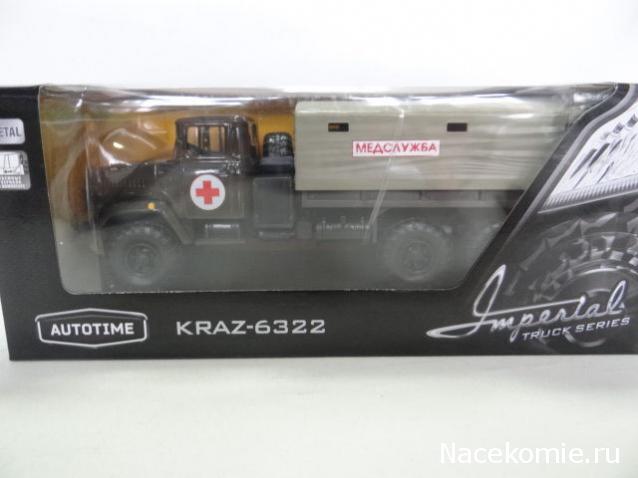 METAL
МЕДСЛУЖБА
AUTOTIME
KRAZ-6322
Imperial
TRUCK SERIES
Nacekomie.ru